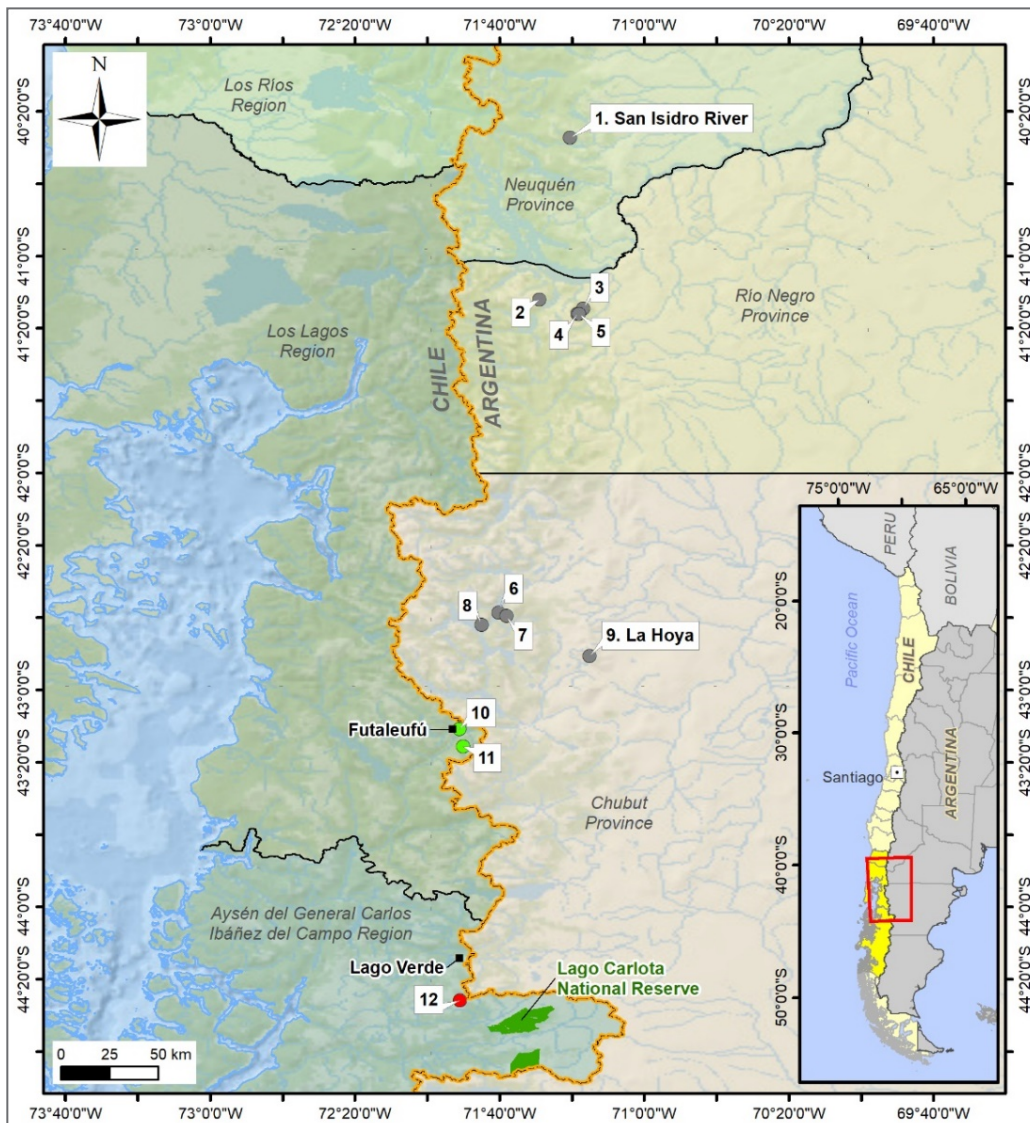 73°40'0"W
73°0'0"W
72°20'0"W
71°40'0"W
71°0'0"W
70°20'0"W
69°40'0"W
N
Los Ríos
Region
1. San Isidro River
40°20'0"S
40°20'0"S
Neuquén
Province
41°0'0"S
41°0'0"S
2
3
4
5
Río Negro
Province
41°20'0"S
41°20'0"S
Los Lagos
Region
CHILE
ARGENTINA
42°0'0"S
42°0'0"S
75°0'0"W
65°0'0"W
42°20'0"S
42°20'0"S
PERU
BOLIVIA
6
8
7
9. La Hoya
20°0'0"S
Pacific Ocean
CHILE
43°0'0"S
43°0'0"S
Futaleufú
10
11
30°0'0"S
43°20'0"S
43°20'0"S
Santiago
ARGENTINA
Chubut
Province
40°0'0"S
44°0'0"S
44°0'0"S
Aysén del General Carlos
Ibáñez del Campo Region
Lago Verde
Lago Carlota
National Reserve
44°20'0"S
44°20'0"S
12
50°0'0"S
0 25 50 km
73°40'0"W
73°0'0"W
72°20'0"W
71°40'0"W
71°0'0"W
70°20'0"W
69°40'0"W